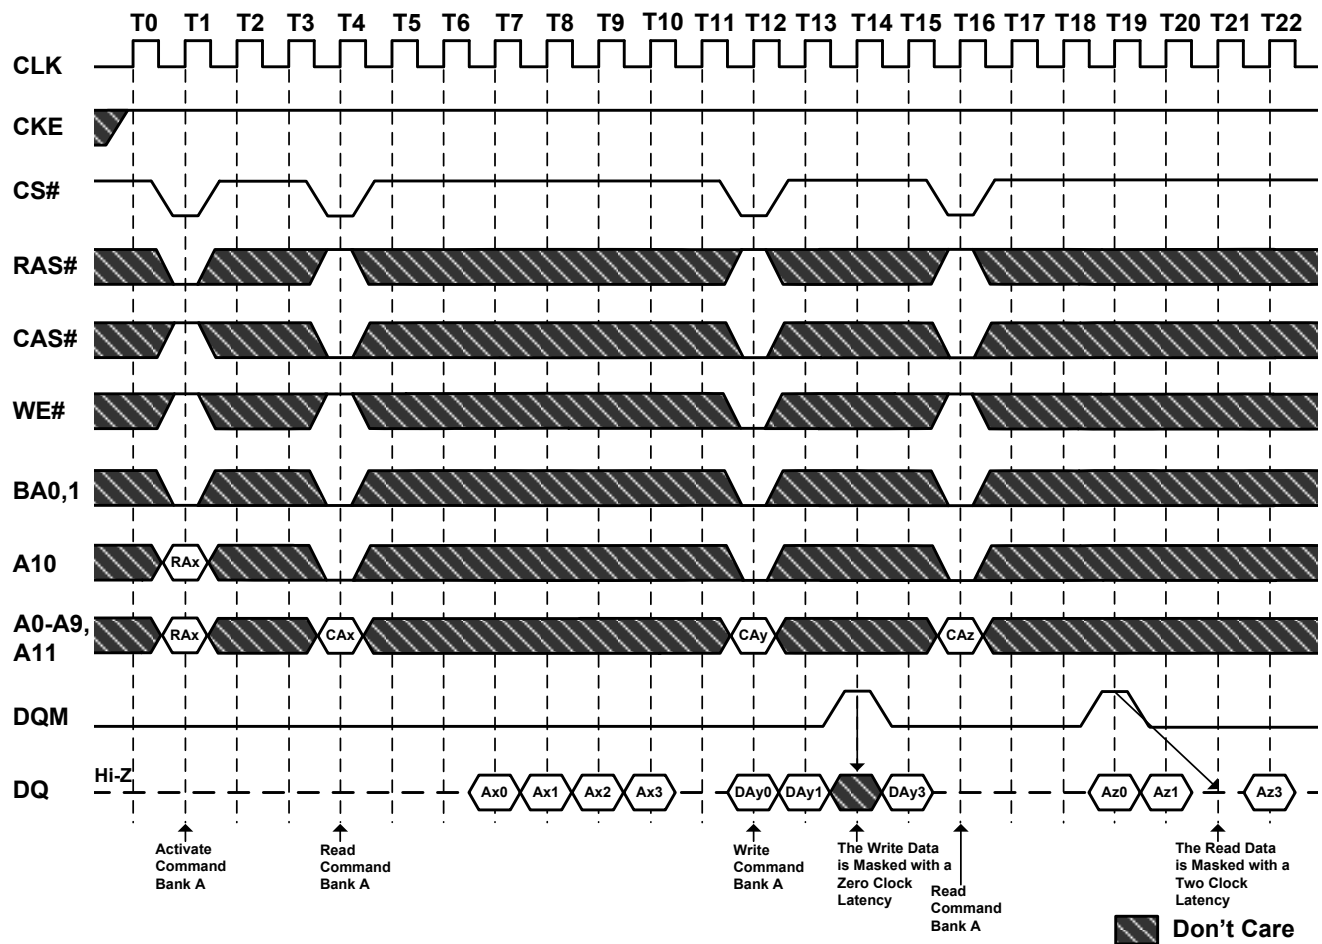 T0 T1 T2 T3 T4 T5 T6 T7 T8 T9 T10 T11 T12 T13 T14 T15 T16 T17 T18 T19 T20 T21 T22
CLK
CKE
CS#
RAS#
CAS#
WE#
BA0,1
A10 RAx
A0-A9,
A11
RAx CAx CAy CAz
DQM
Hi-Z
DQ Ax0 Ax1 Ax2 Ax3 DAy0 DAy1 DAy3 Az0 Az1 Az3
Activate
Command
Bank A
Read
Command
Bank A
Write
Command
Bank A
The Write Data
is Masked with a
Zero Clock
Latency
Read
Command
Bank A
The Read Data
is Masked with a
Two Clock
Latency
Don't Care